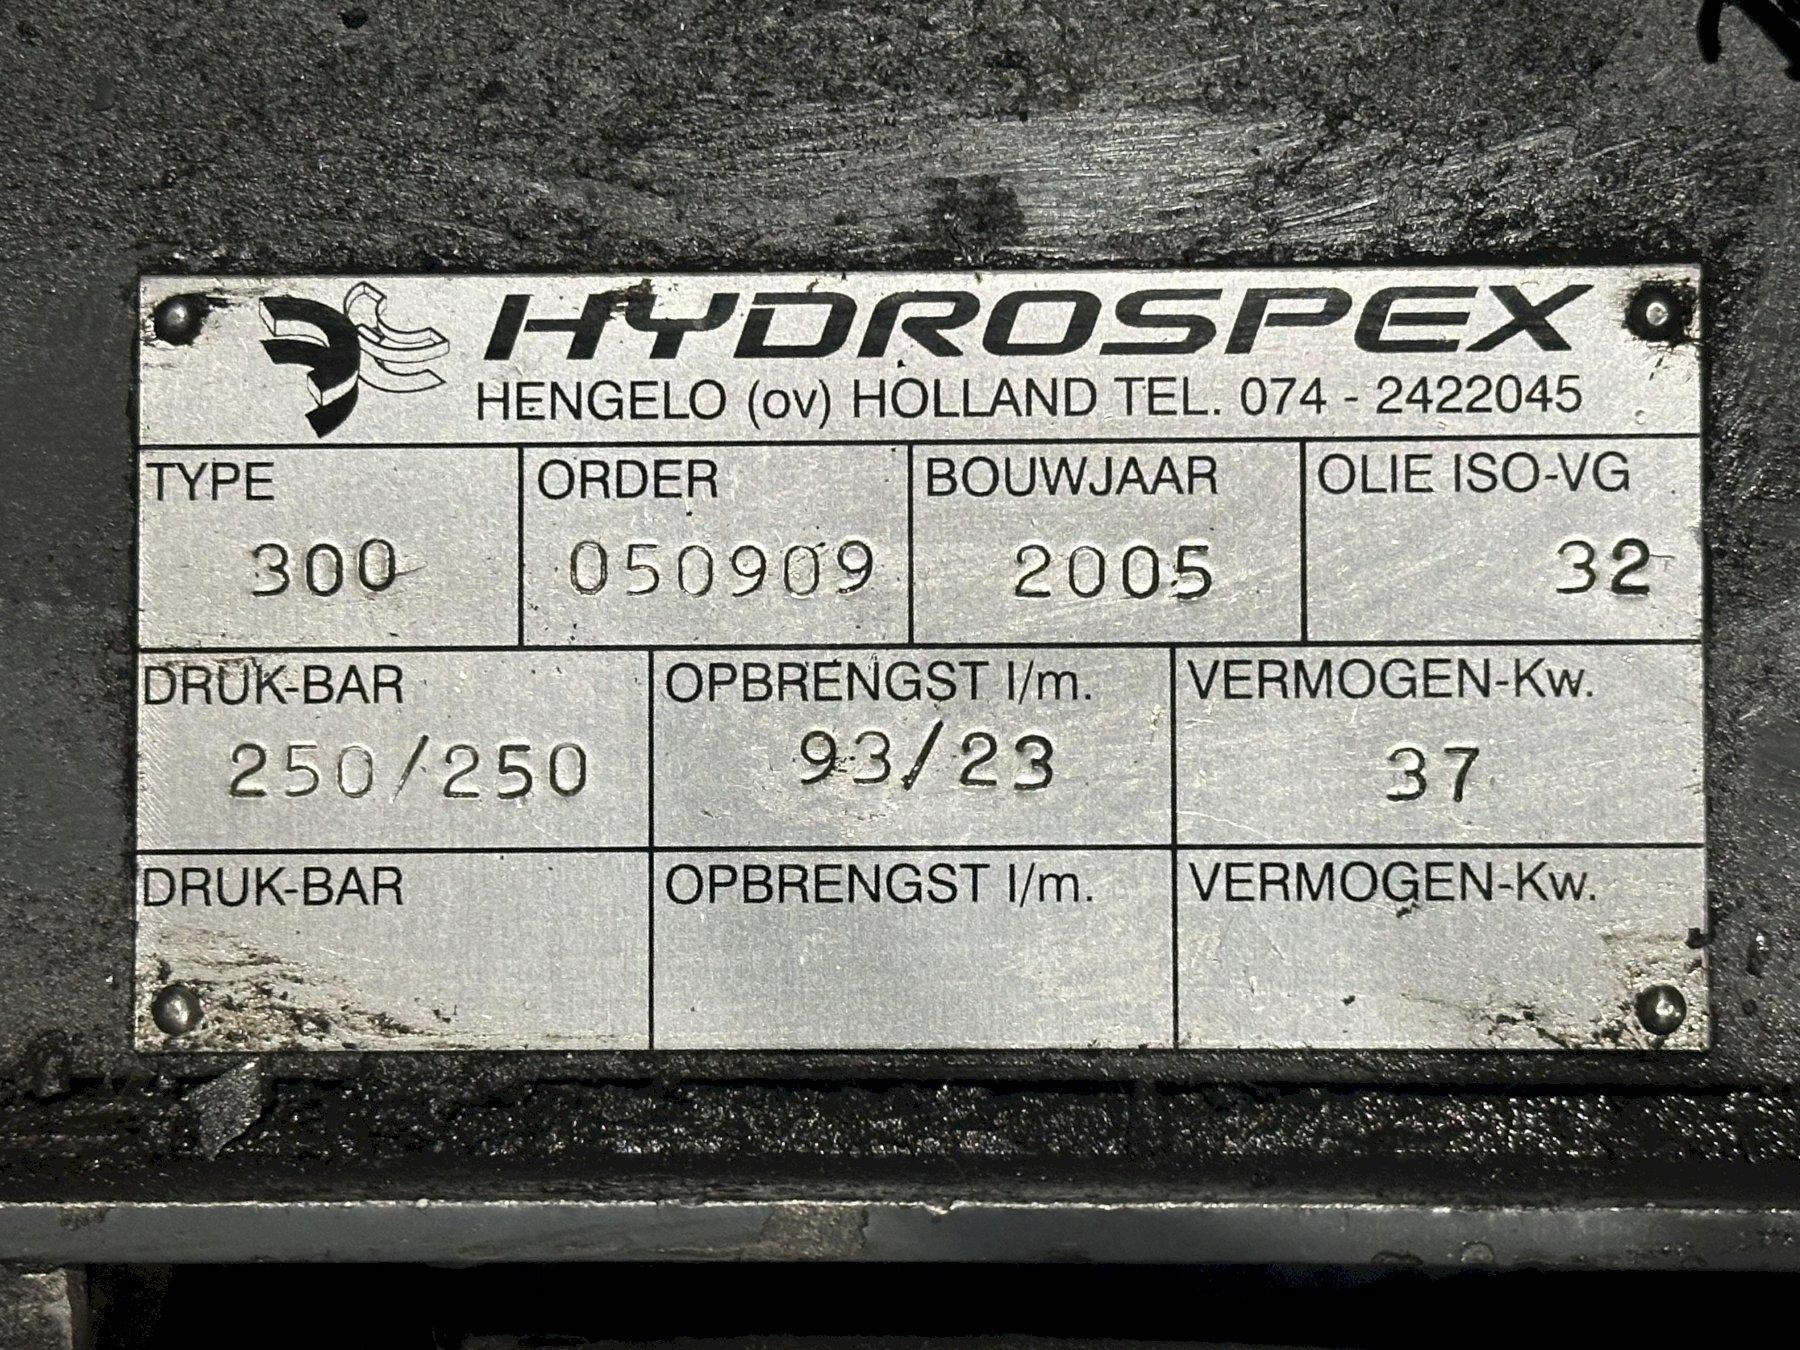 HYDROSPEX
HENGELO (OV) HOLLAND TEL. 074 - 2422045
TYPE ORDER BOUWJAAR OLIE ISO-VG
300 050909 2005 32
DRUK-BAR OPBRENGST l/m. VERMOGEN-Kw.
250/250 93/23 37
DRUK-BAR OPBRENGST l/m. VERMOGEN-Kw.